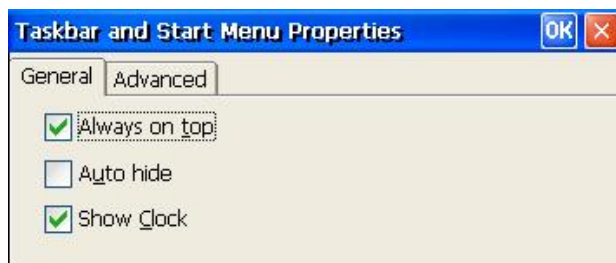 Taskbar and Start Menu Properties OK
General Advanced
Always on top
Auto hide
Show Clock